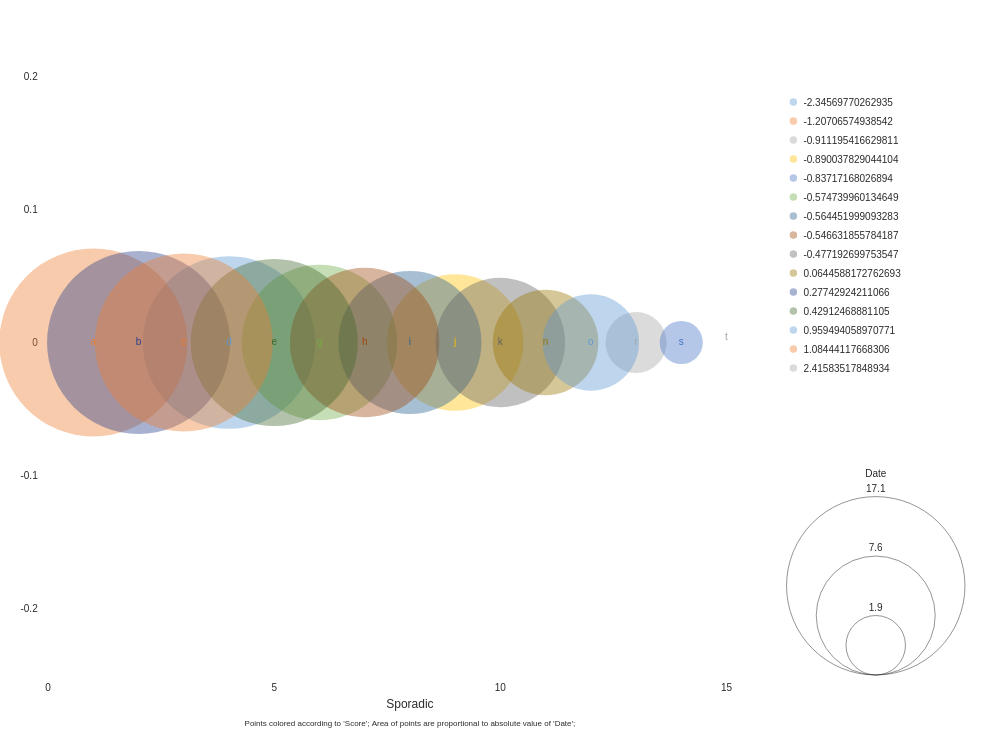 0.2
0.1
0
-0.1
-0.2
b
e
g
h
i
j
k
n
o
r
s
t
0
5
10
15
Sporadic
Points colored according to 'Score'; Area of points are proportional to absolute value of 'Date';
-2.34569770262935
-1.20706574938542
-0.911195416629811
-0.890037829044104
-0.83717168026894
-0.574739960134649
-0.564451999093283
-0.546631855784187
-0.477192699753547
0.0644588172762693
0.27742924211066
0.42912468881105
0.959494058970771
1.08444117668306
2.41583517848934
Date
17.1
7.6
1.9